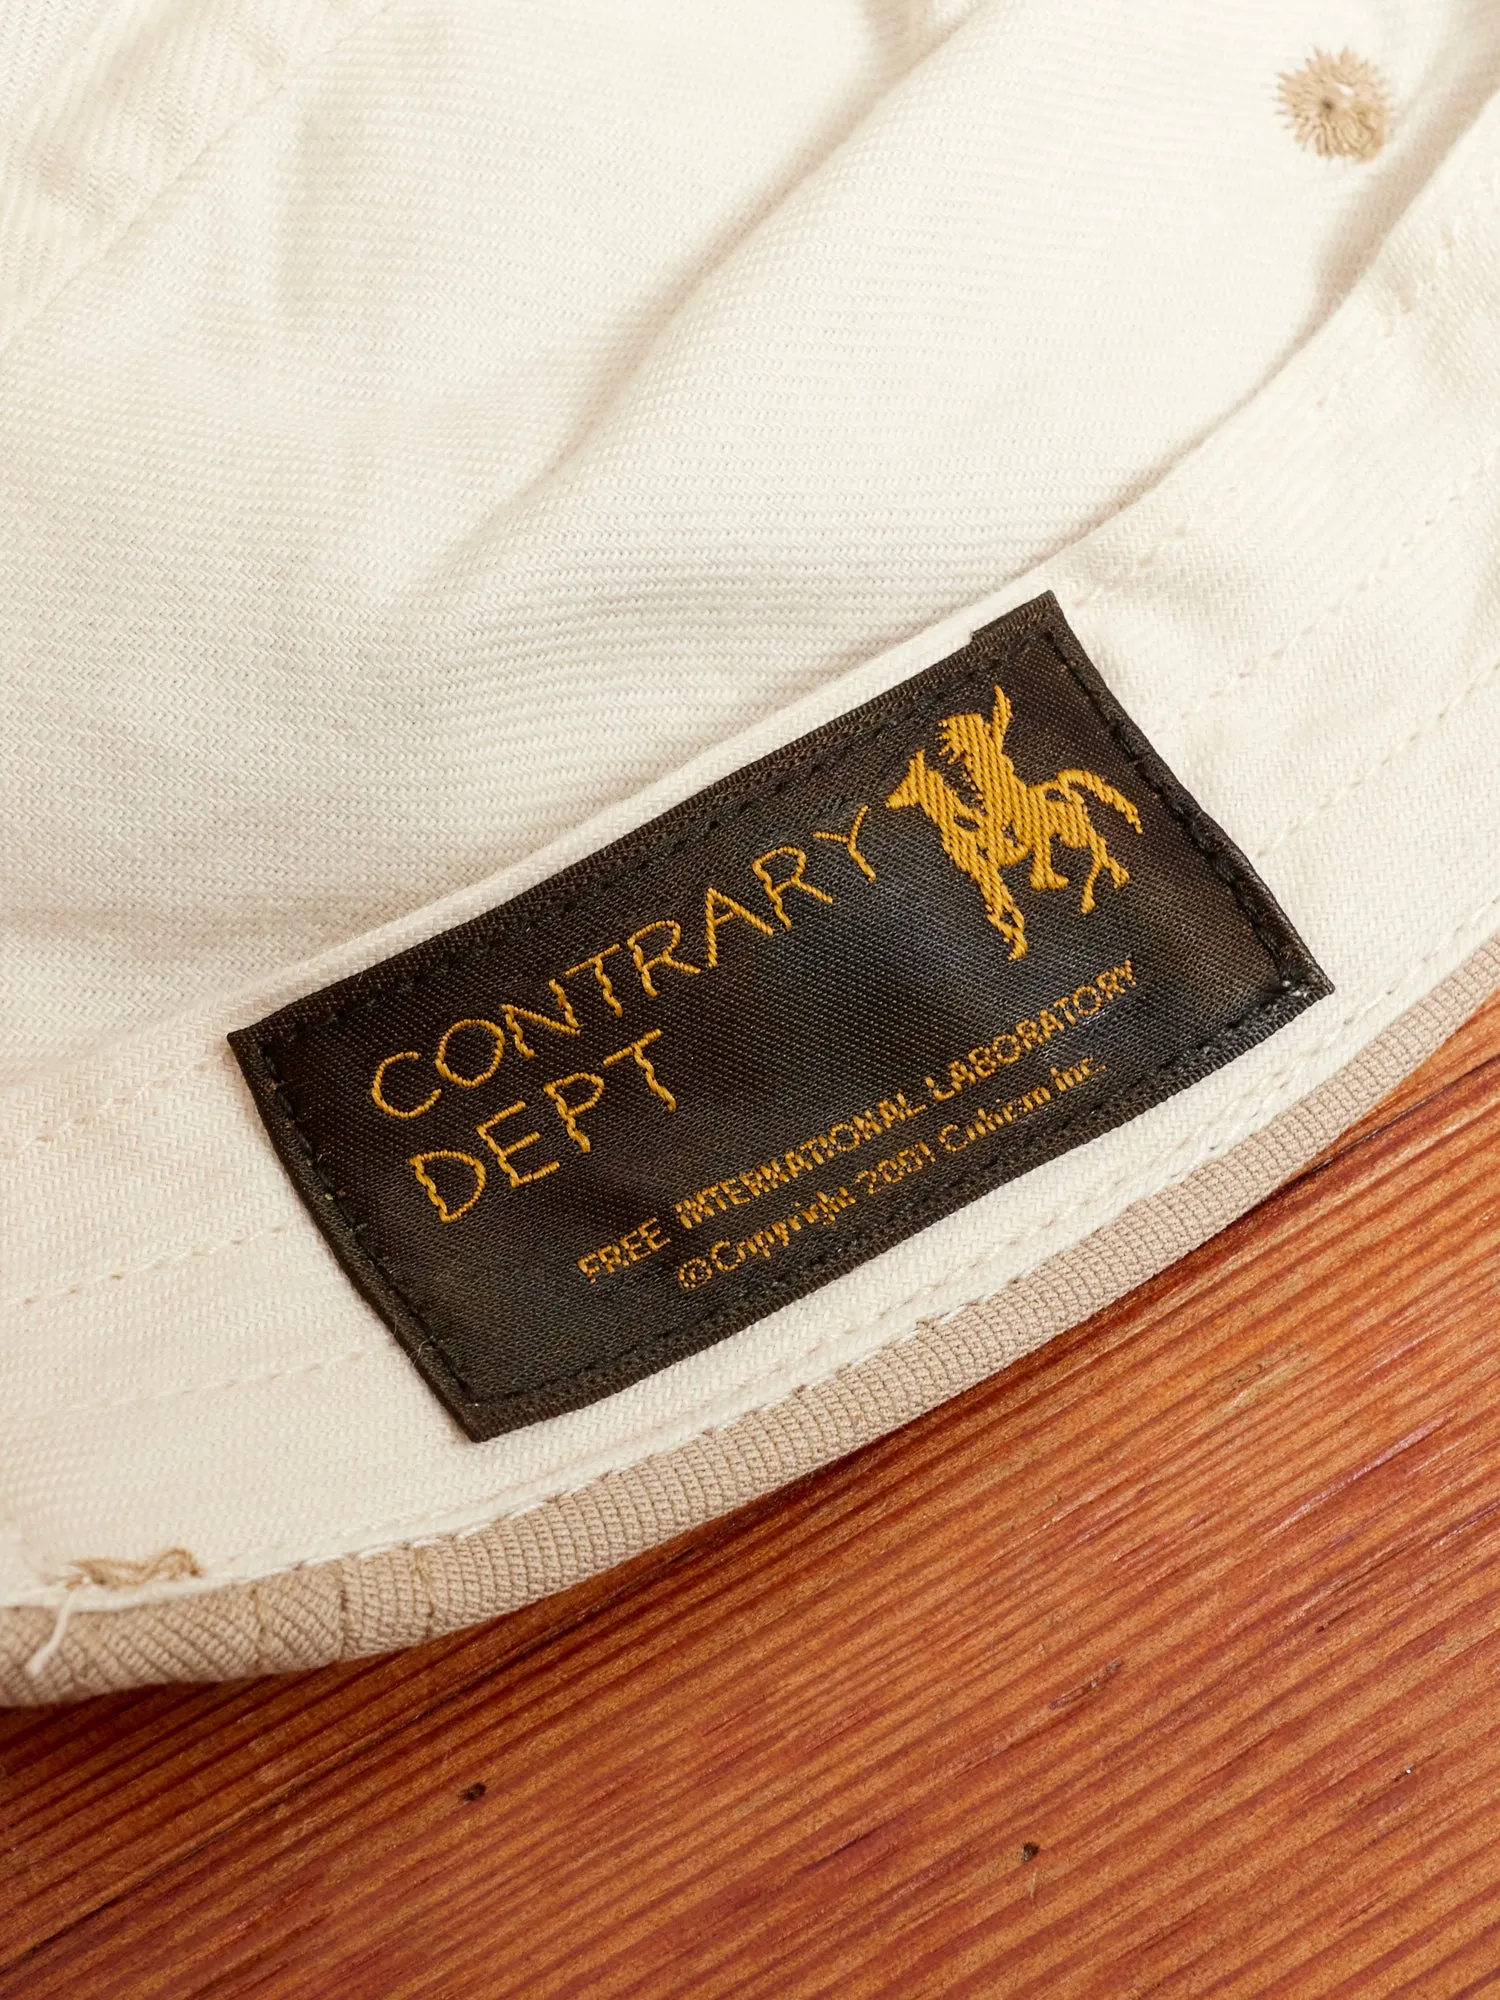 CONTRARY
DEPT
FREE INTERNATIONAL LABORATORY
©Copyright 2001 Cubism Inc.